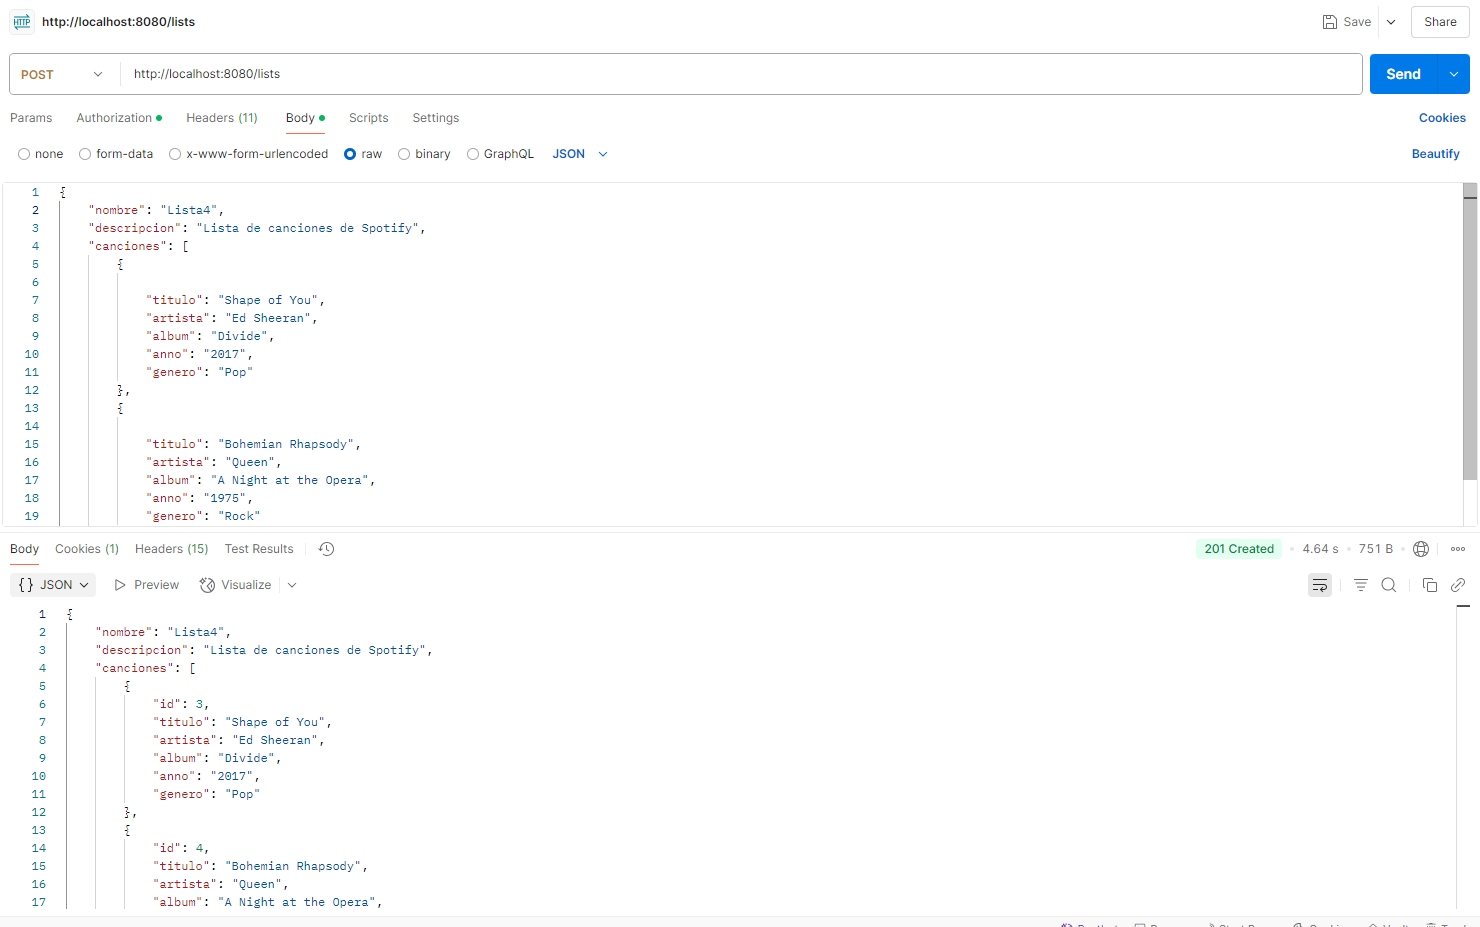 HTTP http://localhost:8080/lists Save Share
POST http://localhost:8080/lists Send
Params Authorization Headers (11) Body Scripts Settings Cookies
none form-data x-www-form-urlencoded raw binary GraphQL JSON Beautify
1 {
2 "nombre": "Lista4",
3 "descripcion": "Lista de canciones de Spotify",
4 "canciones": [
5 {
6
7 "titulo": "Shape of You",
8 "artista": "Ed Sheeran",
9 "album": "Divide",
10 "anno": "2017",
11 "genero": "Pop"
12 },
13 {
14
15 "titulo": "Bohemian Rhapsody",
16 "artista": "Queen",
17 "album": "A Night at the Opera",
18 "anno": "1975",
19 "genero": "Rock"
Body Cookies (1) Headers (15) Test Results 201 Created 4.64 s 751 B
{} JSON Preview Visualize
1 {
2 "nombre": "Lista4",
3 "descripcion": "Lista de canciones de Spotify",
4 "canciones": [
5 {
6 "id": 3,
7 "titulo": "Shape of You",
8 "artista": "Ed Sheeran",
9 "album": "Divide",
10 "anno": "2017",
11 "genero": "Pop"
12 },
13 {
14 "id": 4,
15 "titulo": "Bohemian Rhapsody",
16 "artista": "Queen",
17 "album": "A Night at the Opera",